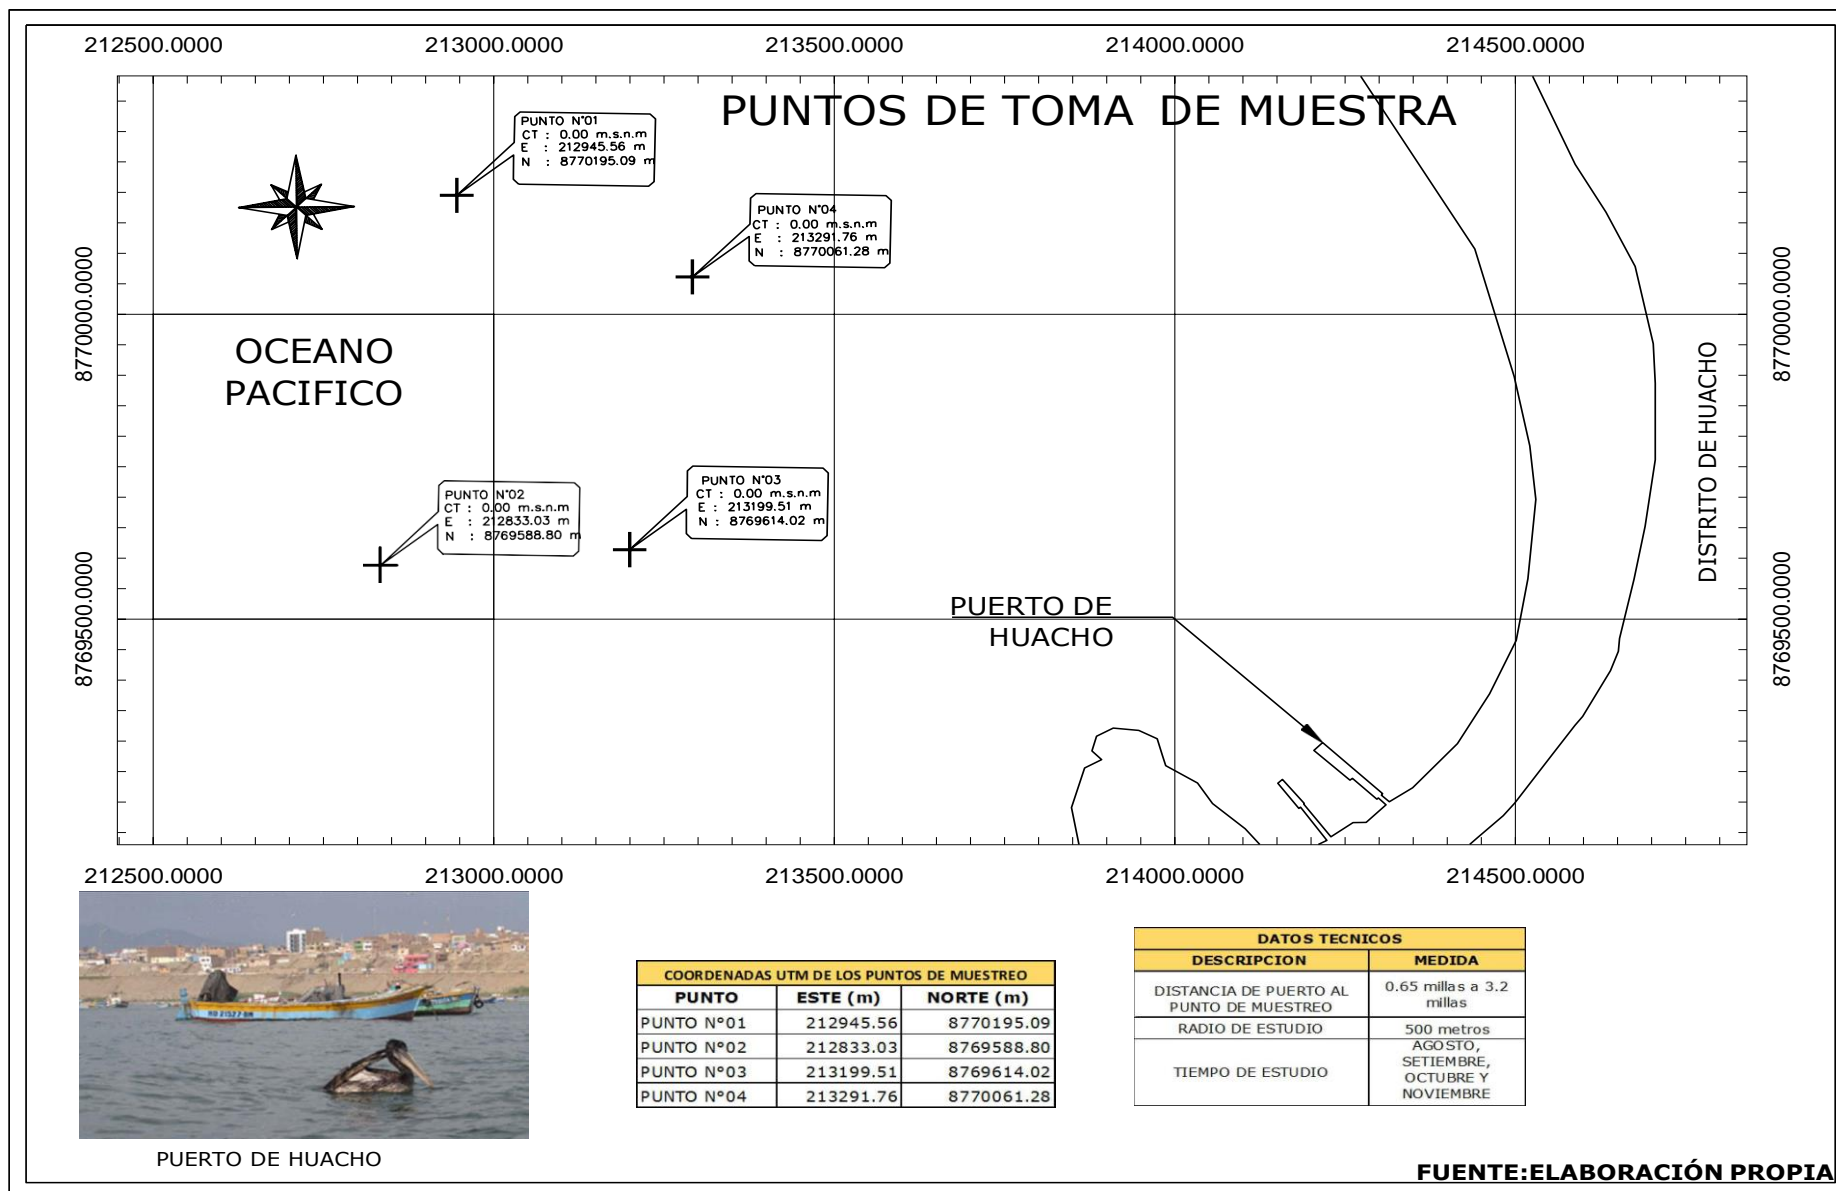 212500.0000 213000.0000 213500.0000 214000.0000 214500.0000
PUNTOS DE TOMA DE MUESTRA
PUNTO N°01
CT : 0.00 m.s.n.m
E : 212945.56 m
N : 8770195.09 m
PUNTO N°04
CT : 0.00 m.s.n.m
E : 213291.76 m
N : 8770061.28 m
8770000.0000
8770000.0000
OCEANO
PACIFICO
DISTRITO DE HUACHO
PUNTO N°02
CT : 0.00 m.s.n.m
E : 212833.03 m
N : 8769588.80 m
PUNTO N°03
CT : 0.00 m.s.n.m
E : 213199.51 m
N : 8769614.02 m
8769500.0000
8769500.0000
PUERTO DE
HUACHO
212500.0000 213000.0000 213500.0000 214000.0000 214500.0000
PUERTO DE HUACHO
COORDENADAS UTM DE LOS PUNTOS DE MUESTREO
PUNTO ESTE (m) NORTE (m)
PUNTO N°01 212945.56 8770195.09
PUNTO N°02 212833.03 8769588.80
PUNTO N°03 213199.51 8769614.02
PUNTO N°04 213291.76 8770061.28
DATOS TECNICOS
DESCRIPCION MEDIDA
DISTANCIA DE PUERTO AL
PUNTO DE MUESTREO
0.65 millas a 3.2
millas
RADIO DE ESTUDIO 500 metros
TIEMPO DE ESTUDIO
AGOSTO,
SETIEMBRE,
OCTUBRE Y
NOVIEMBRE
FUENTE:ELABORACIÓN PROPIA